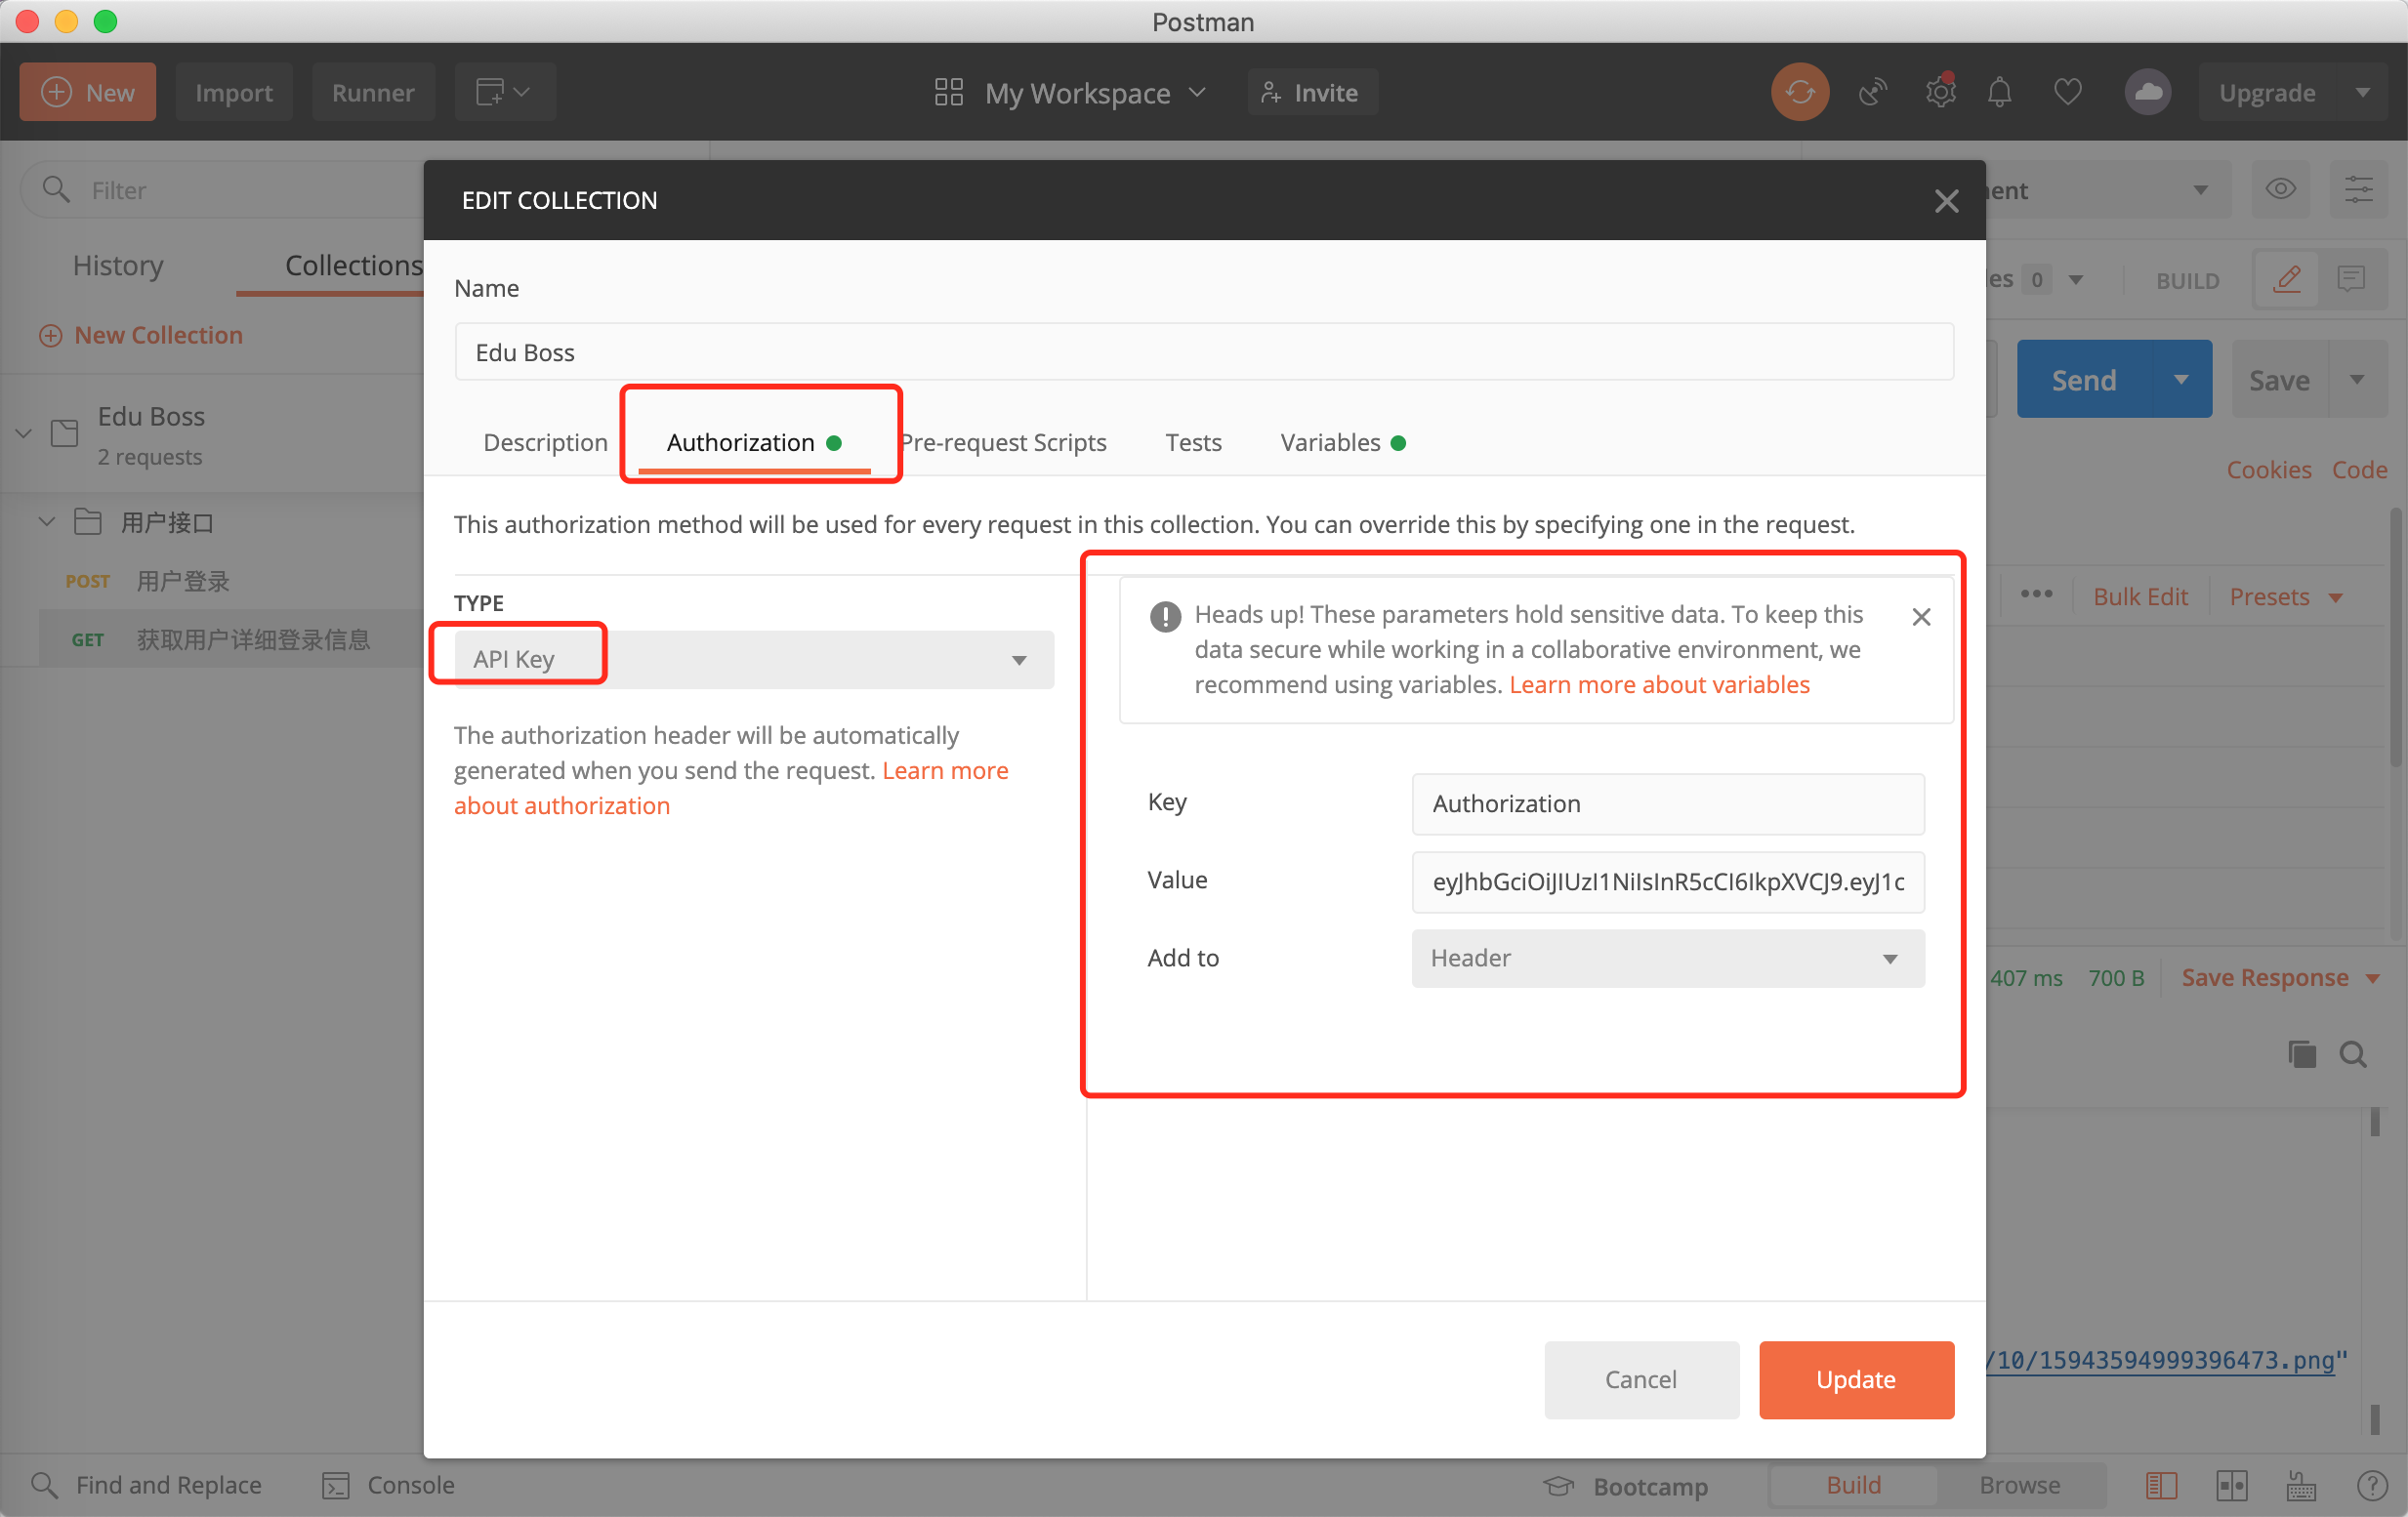 Postman
New
Import
Runner
My Workspace
Invite
Upgrade
Filter
History
Collections
New Collection
Edu Boss
2 requests
用户接口
POST 用户登录
GET 获取用户详细登录信息
EDIT COLLECTION
Name
Edu Boss
Description
Authorization
Pre-request Scripts
Tests
Variables
This authorization method will be used for every request in this collection. You can override this by specifying one in the request.
TYPE
API Key
The authorization header will be automatically
generated when you send the request. Learn more
about authorization
Heads up! These parameters hold sensitive data. To keep this
data secure while working in a collaborative environment, we
recommend using variables. Learn more about variables
Key
Authorization
Value
eyJhbGciOiJIUzI1NiIsInR5cCI6IkpXVCJ9.eyJ1c
Add to
Header
Cancel
Update
0
BUILD
Send
Save
Cookies
Code
Bulk Edit
Presets
407 ms
700 B
Save Response
/10/15943594999396473.png"
Find and Replace
Console
Bootcamp
Build
Browse